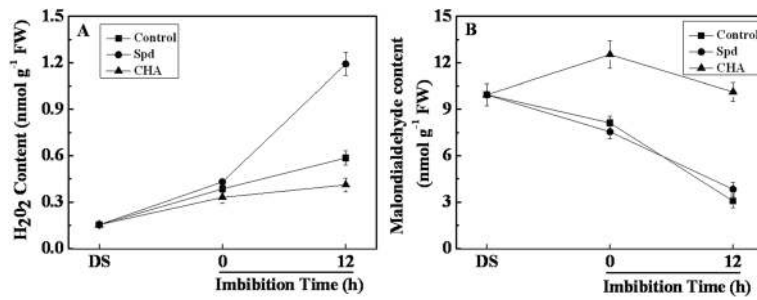 A
Control
Spd
CHA
H₂0₂ Content (nmol g⁻¹ FW)
1.5
1.2
0.9
0.6
0.3
0.0
DS
0
12
Imbibition Time (h)
B
Control
Spd
CHA
Malondialdehyde content
(nmol g⁻¹ FW)
15
12
9
6
3
0
DS
0
12
Imbibition Time (h)